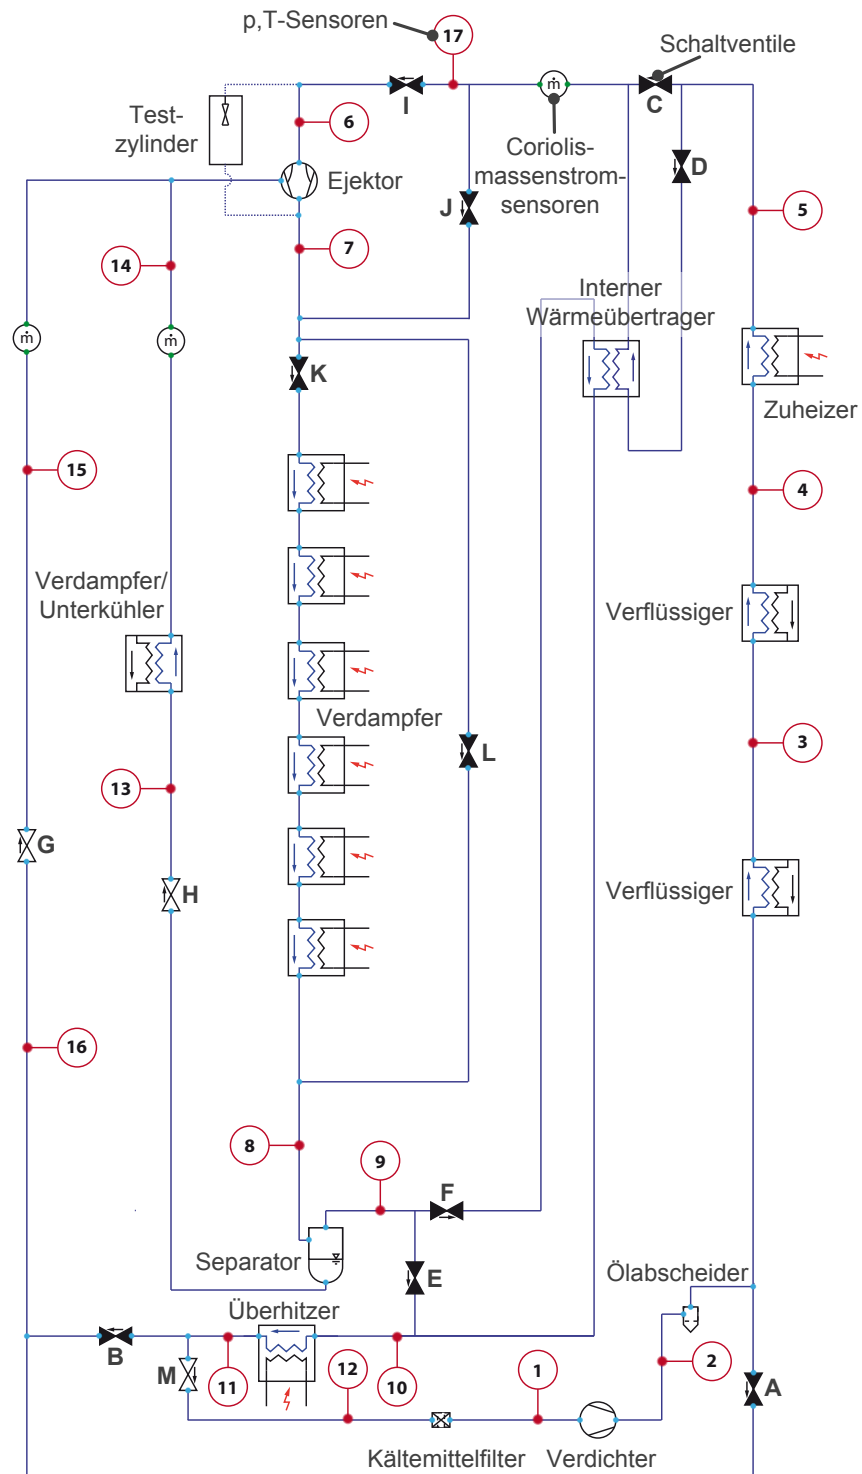 p,T-Sensoren
17
Schaltventile
I
C
Test-
zylinder
6
Coriolis-
massenstrom-
sensoren
ṁ
D
Ejektor
J
5
14
7
Interner
Wärmeübertrager
ṁ
ṁ
K
Zuheizer
15
4
Verdampfer/
Unterkühler
Verflüssiger
Verdampfer
L
3
13
G
H
Verflüssiger
16
8
9
F
Separator
E
Ölabscheider
Überhitzer
B
M
11
12
10
1
2
A
Kältemittelfilter
Verdichter